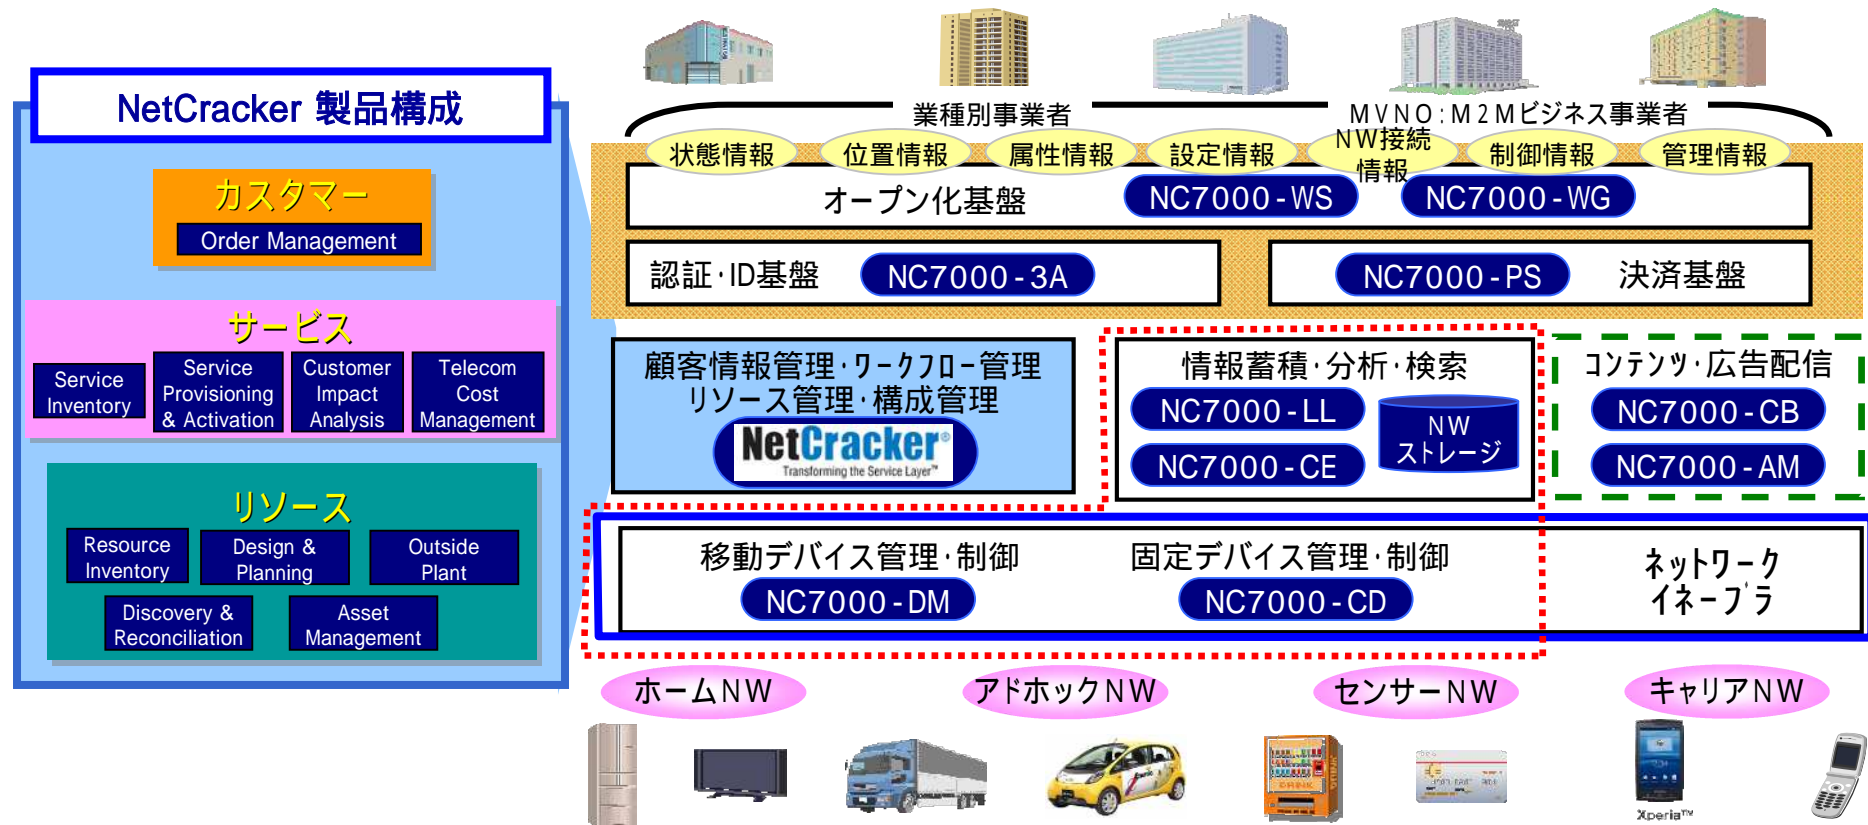 NetCracker 製品構成
カスタマー
Order Management
サービス
Service
Inventory
Service
Provisioning
& Activation
Customer
Impact
Analysis
Telecom
Cost
Management
リソース
Resource
Inventory
Design &
Planning
Outside
Plant
Discovery &
Reconciliation
Asset
Management
業種別事業者
MVNO:M2Mビジネス事業者
状態情報
位置情報
属性情報
設定情報
NW接続
情報
制御情報
管理情報
オープン化基盤
NC7000-WS
NC7000-WG
認証・ID基盤
NC7000-3A
NC7000-PS
決済基盤
顧客情報管理・ワークフロー管理
リソース管理・構成管理
NetCracker®
Transforming the Service Layer™
情報蓄積・分析・検索
NC7000-LL
NC7000-CE
NW
ストレージ
コンテンツ・広告配信
NC7000-CB
NC7000-AM
移動デバイス管理・制御
NC7000-DM
固定デバイス管理・制御
NC7000-CD
ネットワーク
イネーブラ
ホームNW
アドホックNW
センサーNW
キャリアNW
DRINK
Xperia™